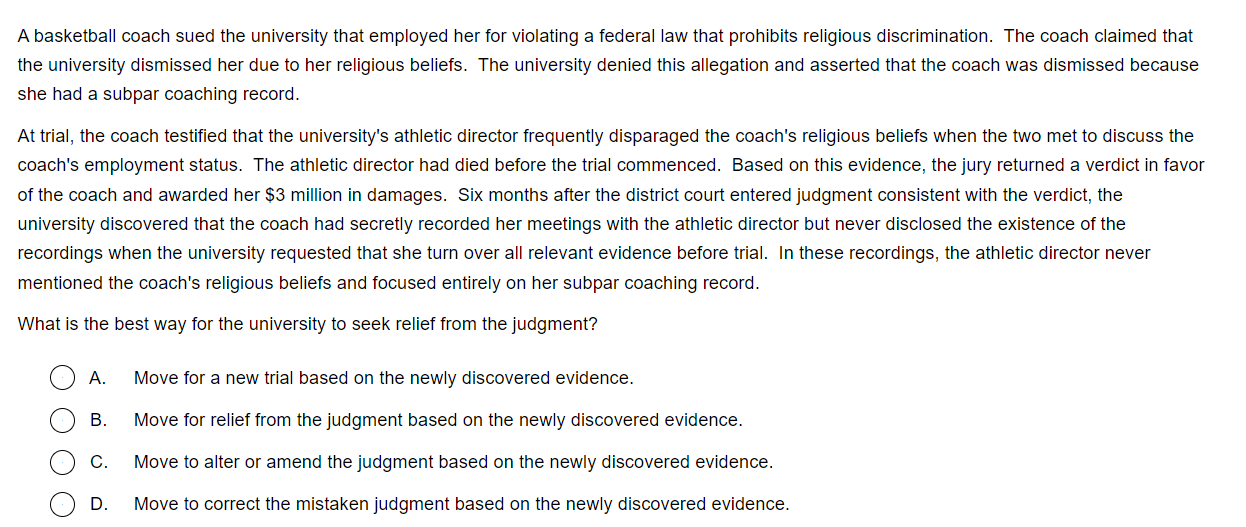 A basketball coach sued the university that employed her for violating a federal law that prohibits religious discrimination.  The coach claimed that
the university dismissed her due to her religious beliefs.  The university denied this allegation and asserted that the coach was dismissed because
she had a subpar coaching record.
At trial, the coach testified that the university's athletic director frequently disparaged the coach's religious beliefs when the two met to discuss the
coach's employment status.  The athletic director had died before the trial commenced.  Based on this evidence, the jury returned a verdict in favor
of the coach and awarded her $3 million in damages.  Six months after the district court entered judgment consistent with the verdict, the
university discovered that the coach had secretly recorded her meetings with the athletic director but never disclosed the existence of the
recordings when the university requested that she turn over all relevant evidence before trial.  In these recordings, the athletic director never
mentioned the coach's religious beliefs and focused entirely on her subpar coaching record.
What is the best way for the university to seek relief from the judgment?
A. Move for a new trial based on the newly discovered evidence.
B. Move for relief from the judgment based on the newly discovered evidence.
C. Move to alter or amend the judgment based on the newly discovered evidence.
D. Move to correct the mistaken judgment based on the newly discovered evidence.